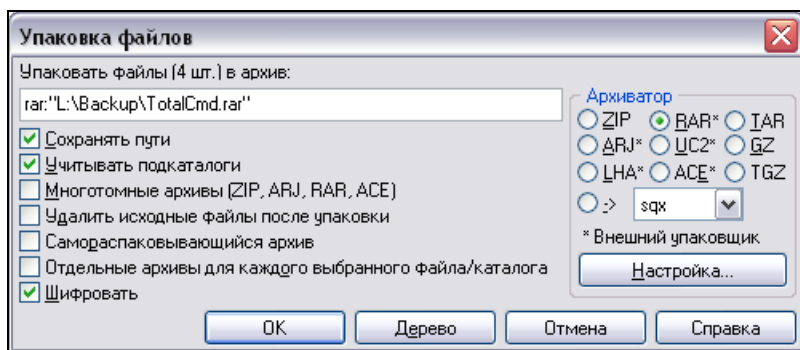 Упаковка файлов
Упаковать файлы (4 шт.) в архив:
rar:"L:\Backup\TotalCmd.rar"
Сохранять пути
Учитывать подкаталоги
Многотомные архивы (ZIP, ARJ, RAR, ACE)
Удалить исходные файлы после упаковки
Самораспаковывающийся архив
Отдельные архивы для каждого выбранного файла/каталога
Шифровать
Архиватор
ZIP RAR* TAR
ARJ* UC2* GZ
LHA* ACE* TGZ
-> sqx
* Внешний упаковщик
Настройка...
OK Дерево Отмена Справка